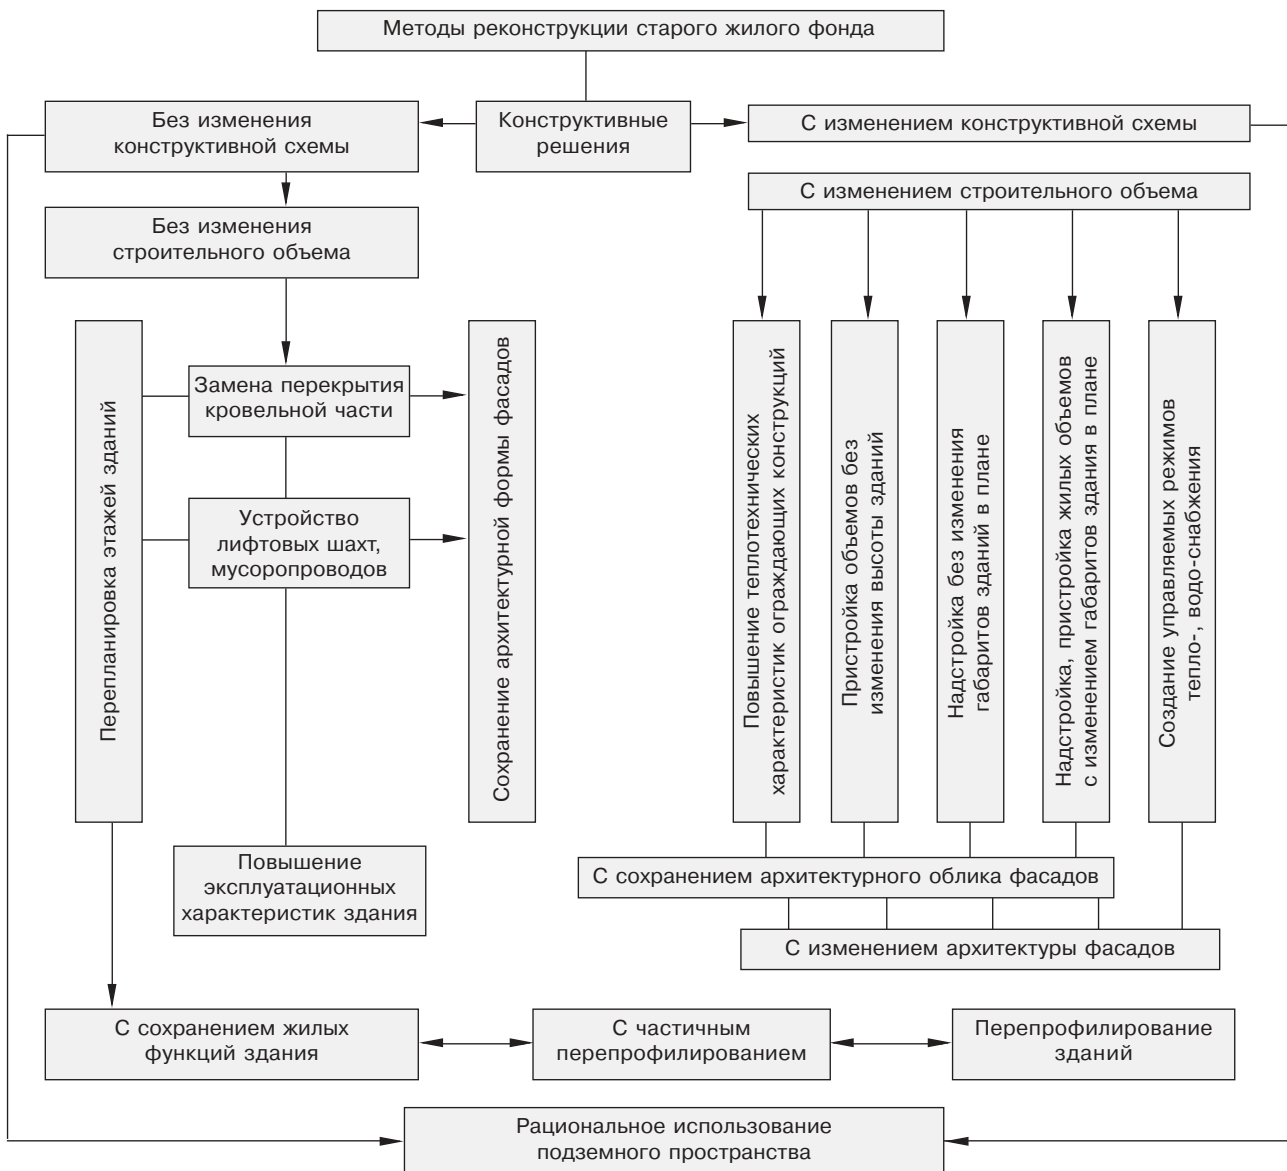 Методы реконструкции старого жилого фонда
Без изменения
конструктивной схемы
Конструктивные
решения
С изменением конструктивной схемы
Без изменения
строительного объема
С изменением строительного объема
Перепланировка этажей зданий
Замена перекрытия
кровельной части
Устройство
лифтовых шахт,
мусоропроводов
Сохранение архитектурной формы фасадов
Повышение теплотехнических
характеристик ограждающих конструкций
Пристройка объемов без
изменения высоты зданий
Надстройка без изменения
габаритов зданий в плане
Надстройка, пристройка жилых объемов
с изменением габаритов здания в плане
Создание управляемых режимов
тепло-, водо-снабжения
Повышение
эксплуатационных
характеристик здания
С сохранением архитектурного облика фасадов
С изменением архитектуры фасадов
С сохранением жилых
функций здания
С частичным
перепрофилированием
Перепрофилирование
зданий
Рациональное использование
подземного пространства